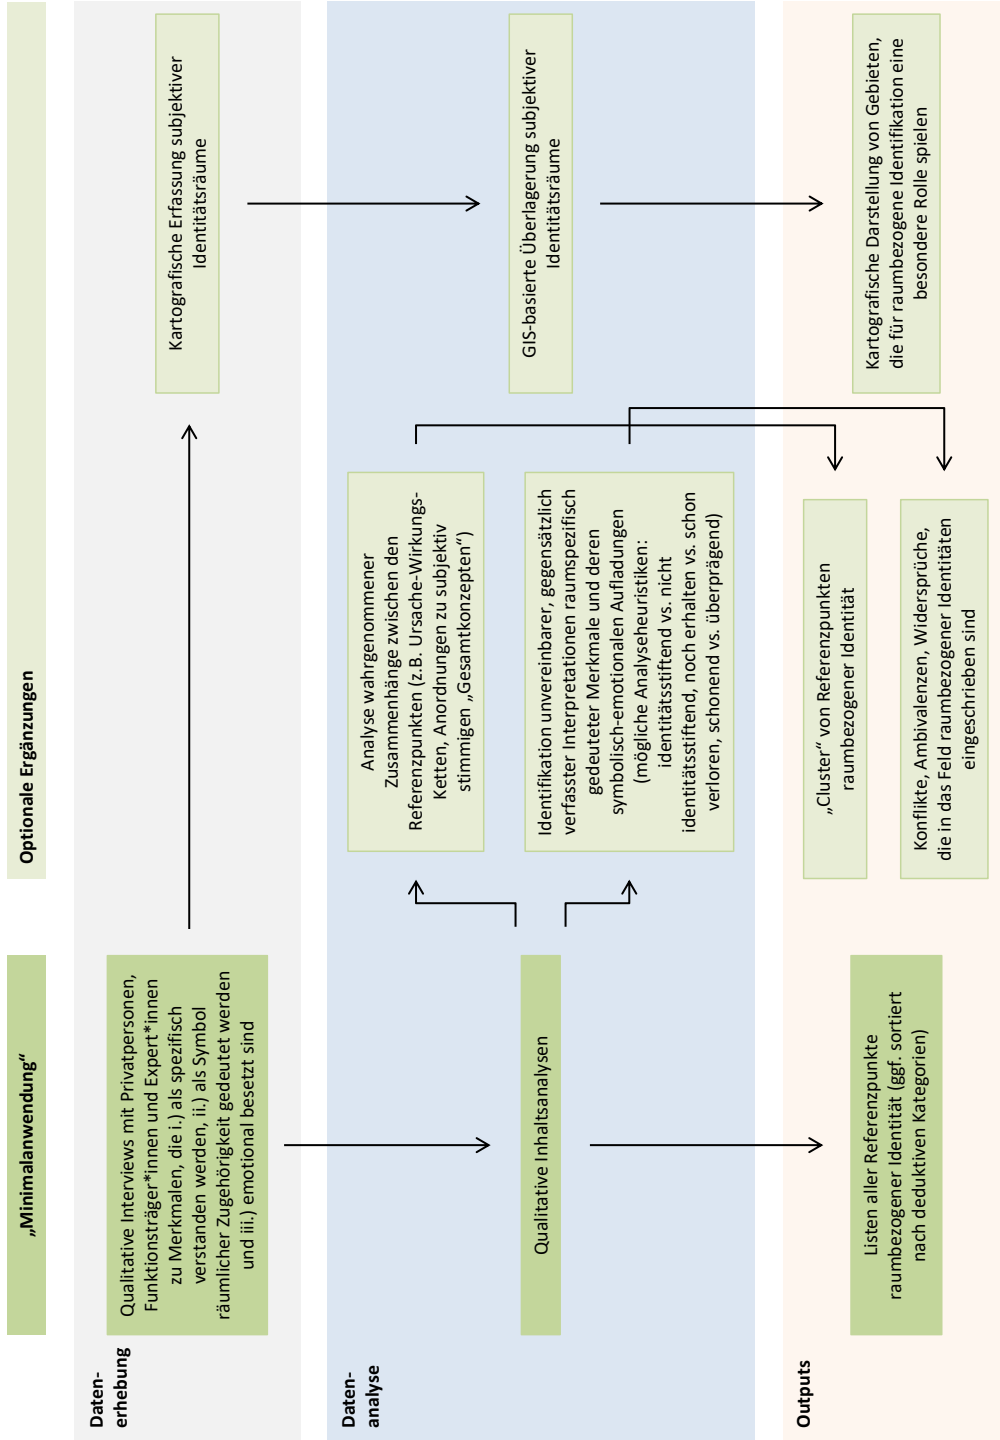 „Minimalanwendung“
Optionale Ergänzungen
Daten-
erhebung
Qualitative Interviews mit Privatpersonen,
Funktionsträger*innen und Expert*innen
zu Merkmalen, die i.) als spezifisch
verstanden werden, ii.) als Symbol
räumlicher Zugehörigkeit gedeutet werden
und iii.) emotional besetzt sind
Kartografische Erfassung subjektiver
Identitätsräume
Daten-
analyse
Qualitative Inhaltsanalysen
Analyse wahrgenommener
Zusammenhänge zwischen den
Referenzpunkten (z.B. Ursache-Wirkungs-
Ketten, Anordnungen zu subjektiv
stimmigen „Gesamtkonzepten“)
Identifikation unvereinbarer, gegensätzlich
verfasster Interpretationen raumspezifisch
gedeuteter Merkmale und deren
symbolisch-emotionalen Aufladungen
(mögliche Analyseheuristiken:
identitätsstiftend vs. nicht
identitätsstiftend, noch erhalten vs. schon
verloren, schonend vs. überprägend)
GIS-basierte Überlagerung subjektiver
Identitätsräume
Outputs
Listen aller Referenzpunkte
raumbezogener Identität (ggf. sortiert
nach deduktiven Kategorien)
„Cluster“ von Referenzpunkten
raumbezogener Identität
Konflikte, Ambivalenzen, Widersprüche,
die in das Feld raumbezogener Identitäten
eingeschrieben sind
Kartografische Darstellung von Gebieten,
die für raumbezogene Identifikation eine
besondere Rolle spielen